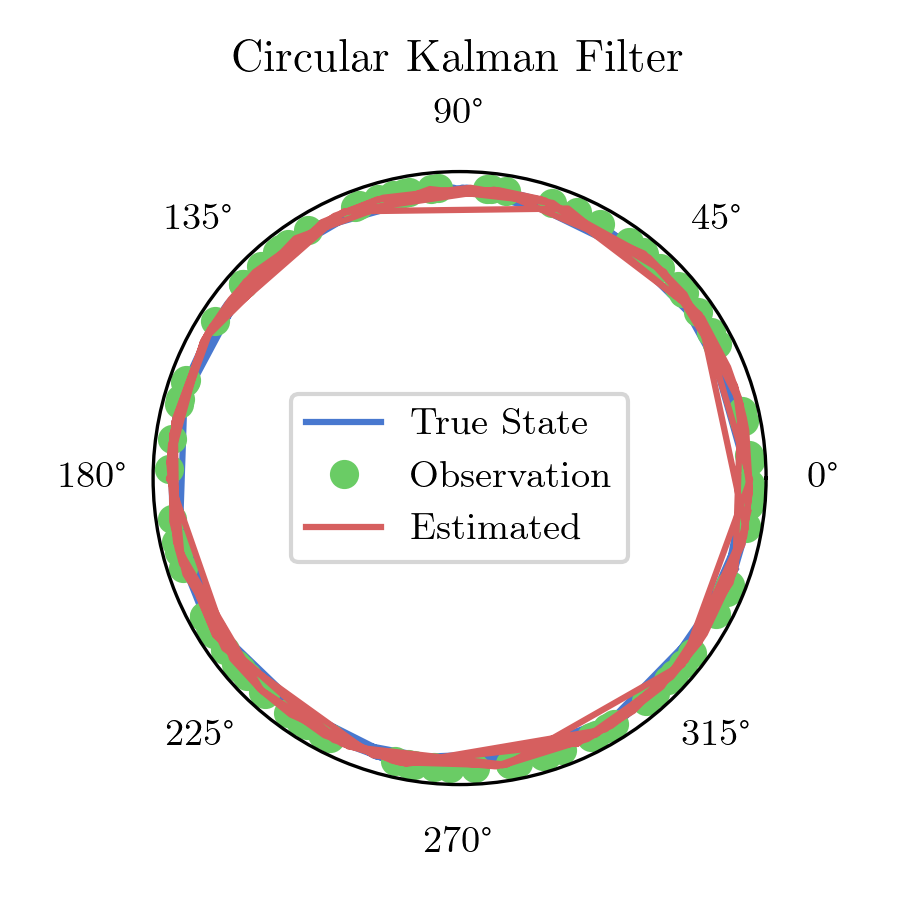 Circular Kalman Filter
90°
135°
45°
True State
Observation
Estimated
180°
0°
225°
315°
270°